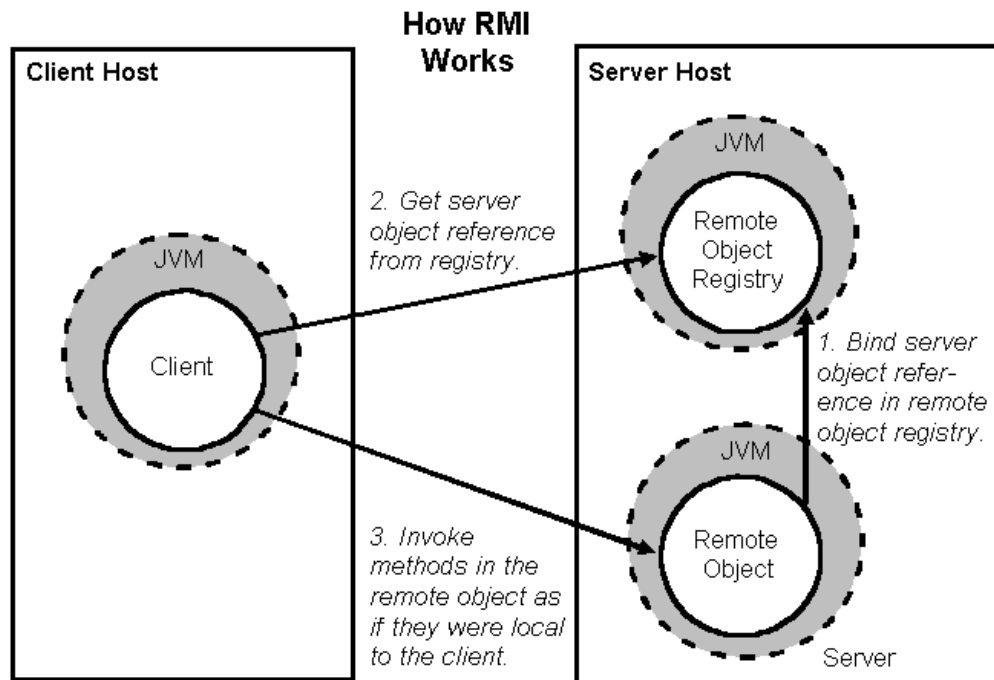 How RMI
Works
Client Host
JVM
Client
2. Get server
object reference
from registry.
3. Invoke
methods in the
remote object as
if they were local
to the client.
Server Host
JVM
Remote
Object
Registry
1. Bind server
object refer-
ence in remote
object registry.
JVM
Remote
Object
Server